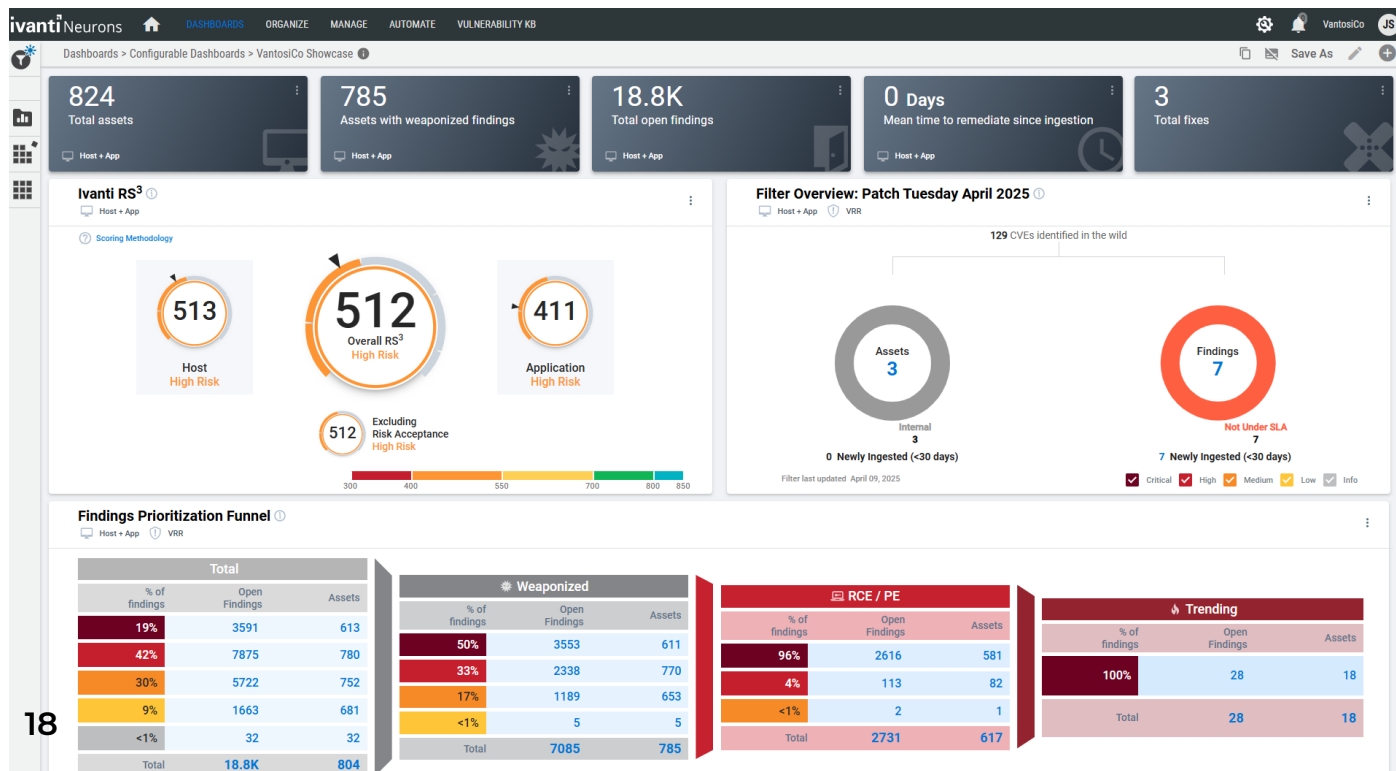 ivanti Neurons DASHBOARDS ORGANIZE MANAGE AUTOMATE VULNERABILITY KB VantosiCo JS
Dashboards > Configurable Dashboards > VantosiCo Showcase Save As
824
Total assets
Host + App
785
Assets with weaponized findings
Host + App
18.8K
Total open findings
Host + App
0 Days
Mean time to remediate since ingestion
Host + App
3
Total fixes
Ivanti RS³
Host + App
Scoring Methodology
513
Host
High Risk
512
Overall RS³
High Risk
411
Application
High Risk
512
Excluding
Risk Acceptance
High Risk
300 400 550 700 800 850
Filter Overview: Patch Tuesday April 2025
Host + App VRR
129 CVEs identified in the wild
Assets
3
Internal
3
0 Newly Ingested (<30 days)
Findings
7
Not Under SLA
7
7 Newly Ingested (<30 days)
Filter last updated April 09, 2025
Critical High Medium Low Info
Findings Prioritization Funnel
Host + App VRR
Total
% of findings Open Findings Assets
19% 3591 613
42% 7875 780
30% 5722 752
9% 1663 681
<1% 32 32
Total 18.8K 804
Weaponized
% of findings Open Findings Assets
50% 3553 611
33% 2338 770
17% 1189 653
<1% 5 5
Total 7085 785
RCE / PE
% of findings Open Findings Assets
96% 2616 581
4% 113 82
<1% 2 1
Total 2731 617
Trending
% of findings Open Findings Assets
100% 28 18
Total 28 18
18